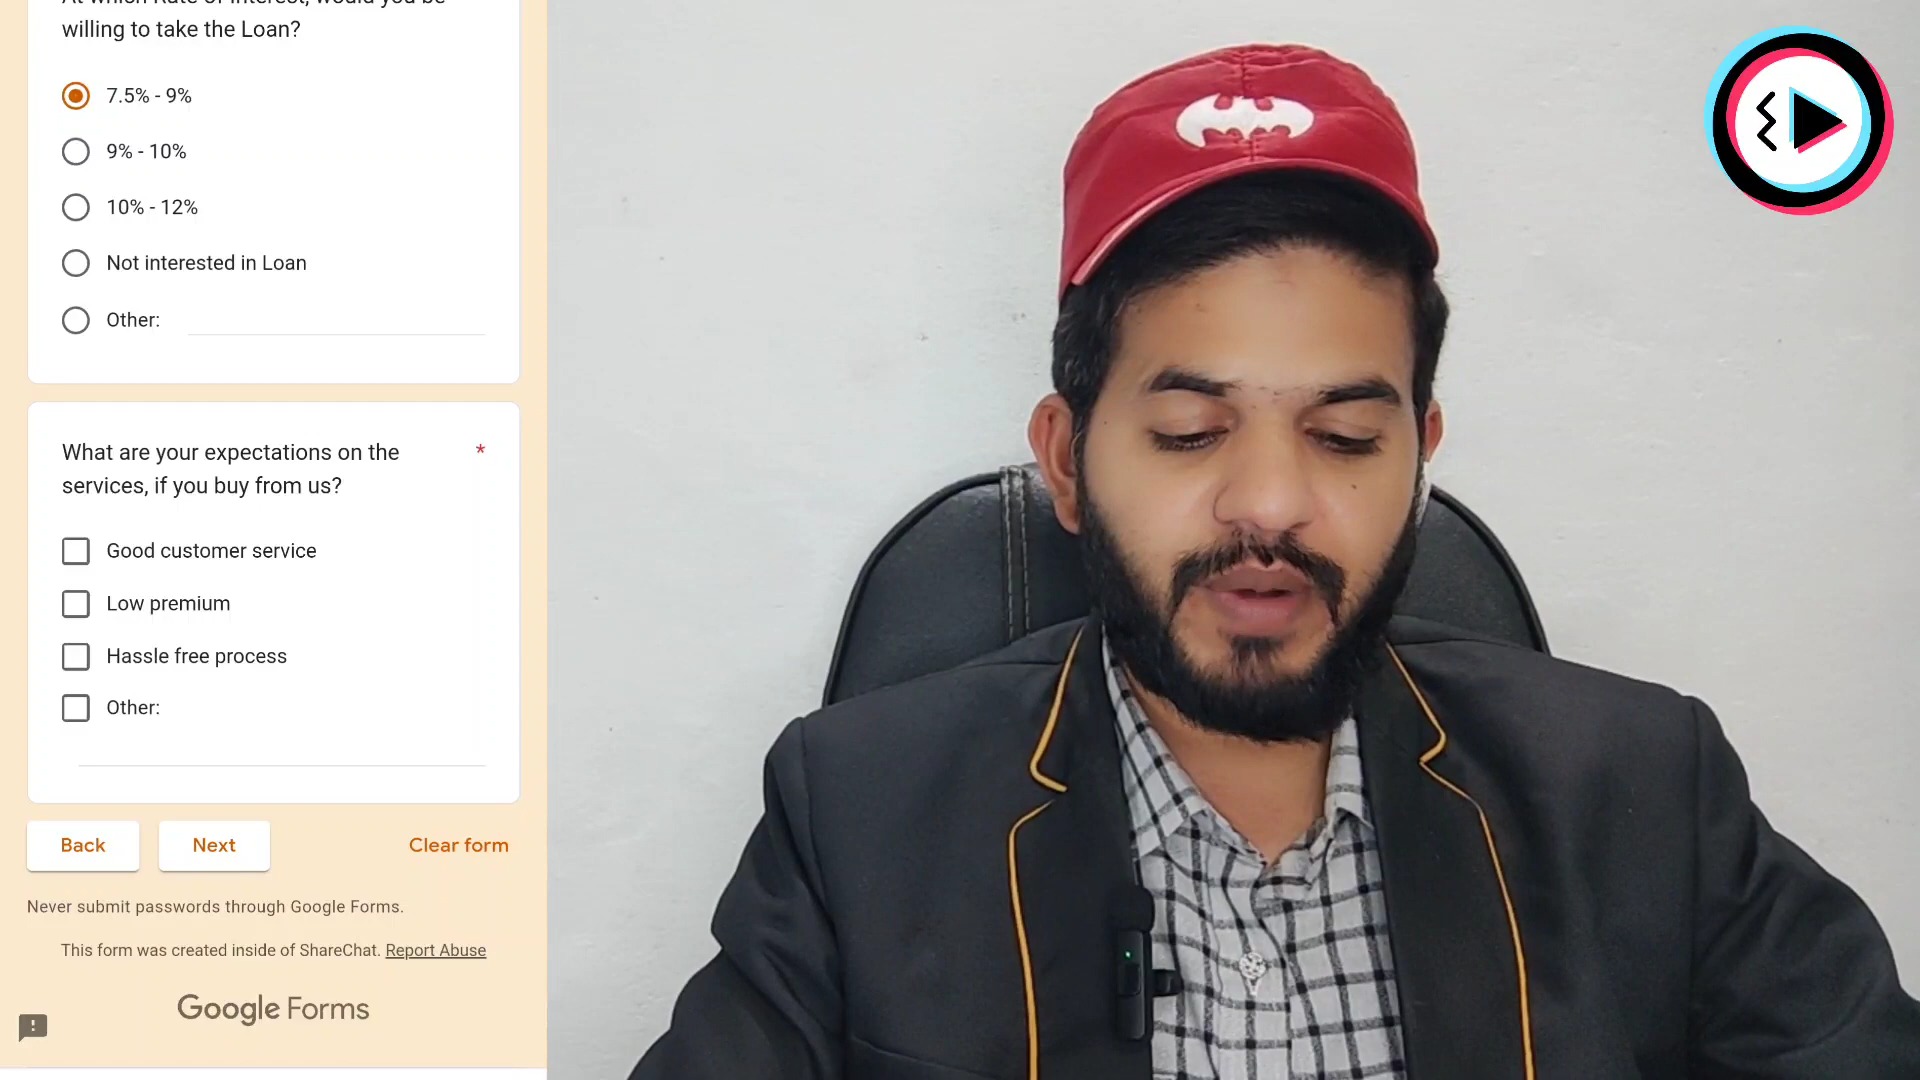 willing to take the Loan?
7.5% - 9%
9% - 10%
10% - 12%
Not interested in Loan
Other:
What are your expectations on the *
services, if you buy from us?
Good customer service
Low premium
Hassle free process
Other:
Back Next Clear form
Never submit passwords through Google Forms.
This form was created inside of ShareChat. Report Abuse
Google Forms